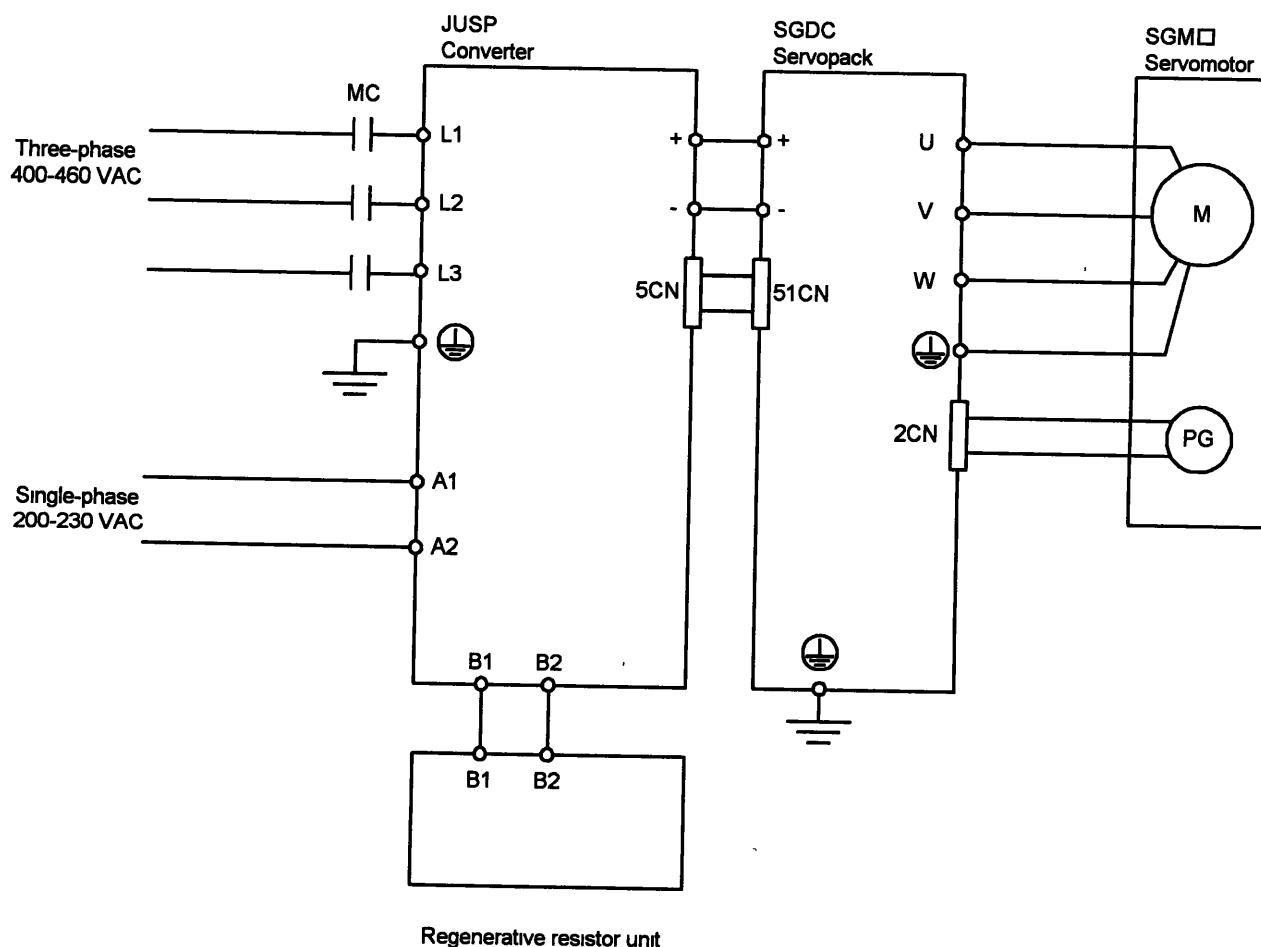 JUSP
Converter
SGDC
Servopack
SGM□
Servomotor
MC
Three-phase
400-460 VAC
L1
L2
L3
A1
A2
Single-phase
200-230 VAC
+
-
5CN
+
-
51CN
U
V
W
2CN
M
PG
B1
B2
B1
B2
Regenerative resistor unit